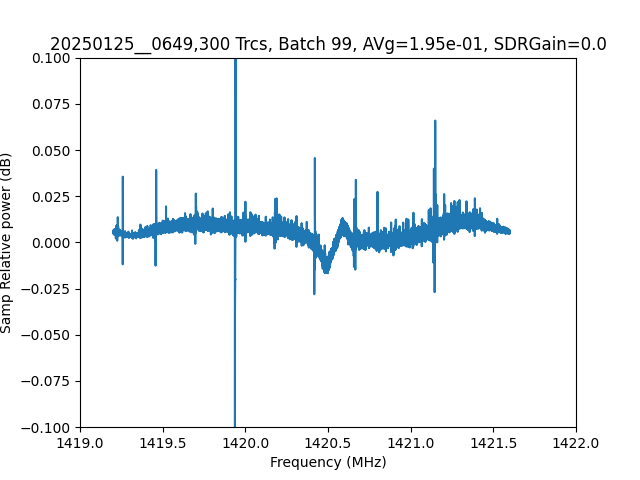 20250125__0649,300 Trcs, Batch 99, AVg=1.95e-01, SDRGain=0.0
0.100
0.075
0.050
0.025
0.000
−0.025
−0.050
−0.075
−0.100
Samp Relative power (dB)
1419.0 1419.5 1420.0 1420.5 1421.0 1421.5 1422.0
Frequency (MHz)